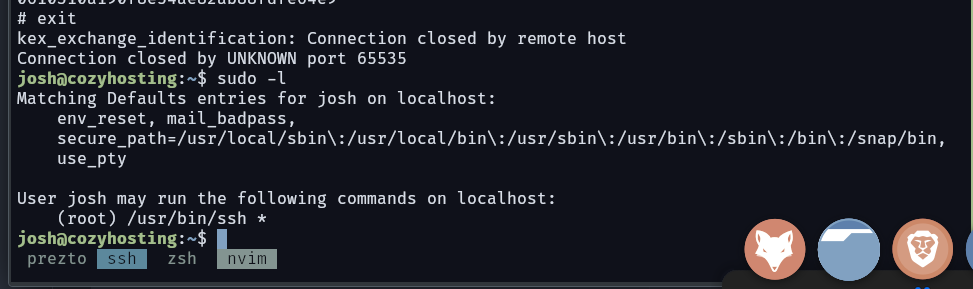 # exit
kex_exchange_identification: Connection closed by remote host
Connection closed by UNKNOWN port 65535
josh@cozyhosting:~$ sudo -l
Matching Defaults entries for josh on localhost:
    env_reset, mail_badpass,
    secure_path=/usr/local/sbin\:/usr/local/bin\:/usr/sbin\:/usr/bin\:/sbin\:/bin\:/snap/bin,
    use_pty

User josh may run the following commands on localhost:
    (root) /usr/bin/ssh *
josh@cozyhosting:~$
prezto ssh zsh nvim